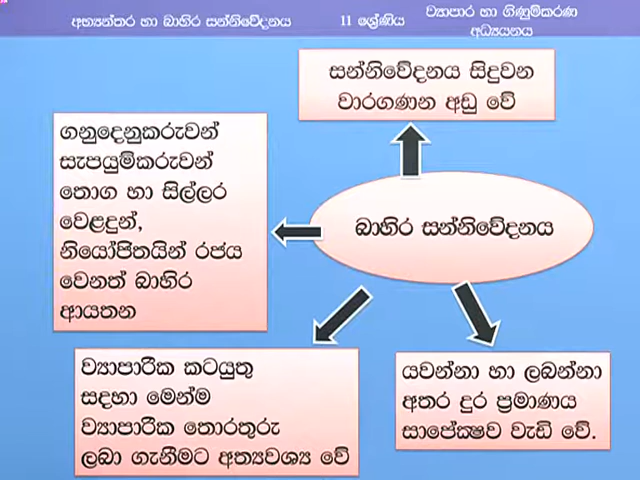 අභ්‍යන්තර හා බාහිර සන්නිවේදනය
11 ශ්‍රේණිය
ව්‍යාපාර හා ගිණුම්කරණ
අධ්‍යයනය
සන්නිවේදනය සිදුවන
වාරගණන අඩු වේ
ගනුදෙනුකරුවන්
සැපයුම්කරුවන්
තොග හා සිල්ලර
වෙළදුන්,
නියෝජිතයින් රජය
වෙනත් බාහිර
ආයතන
බාහිර සන්නිවේදනය
ව්‍යාපාරික කටයුතු
සදහා මෙන්ම
ව්‍යාපාරික තොරතුරු
ලබා ගැනීමට අත්‍යවශ්‍ය වේ
යවන්නා හා ලබන්නා
අතර දුර ප්‍රමාණය
සාපේක්‍ෂව වැඩි වේ.